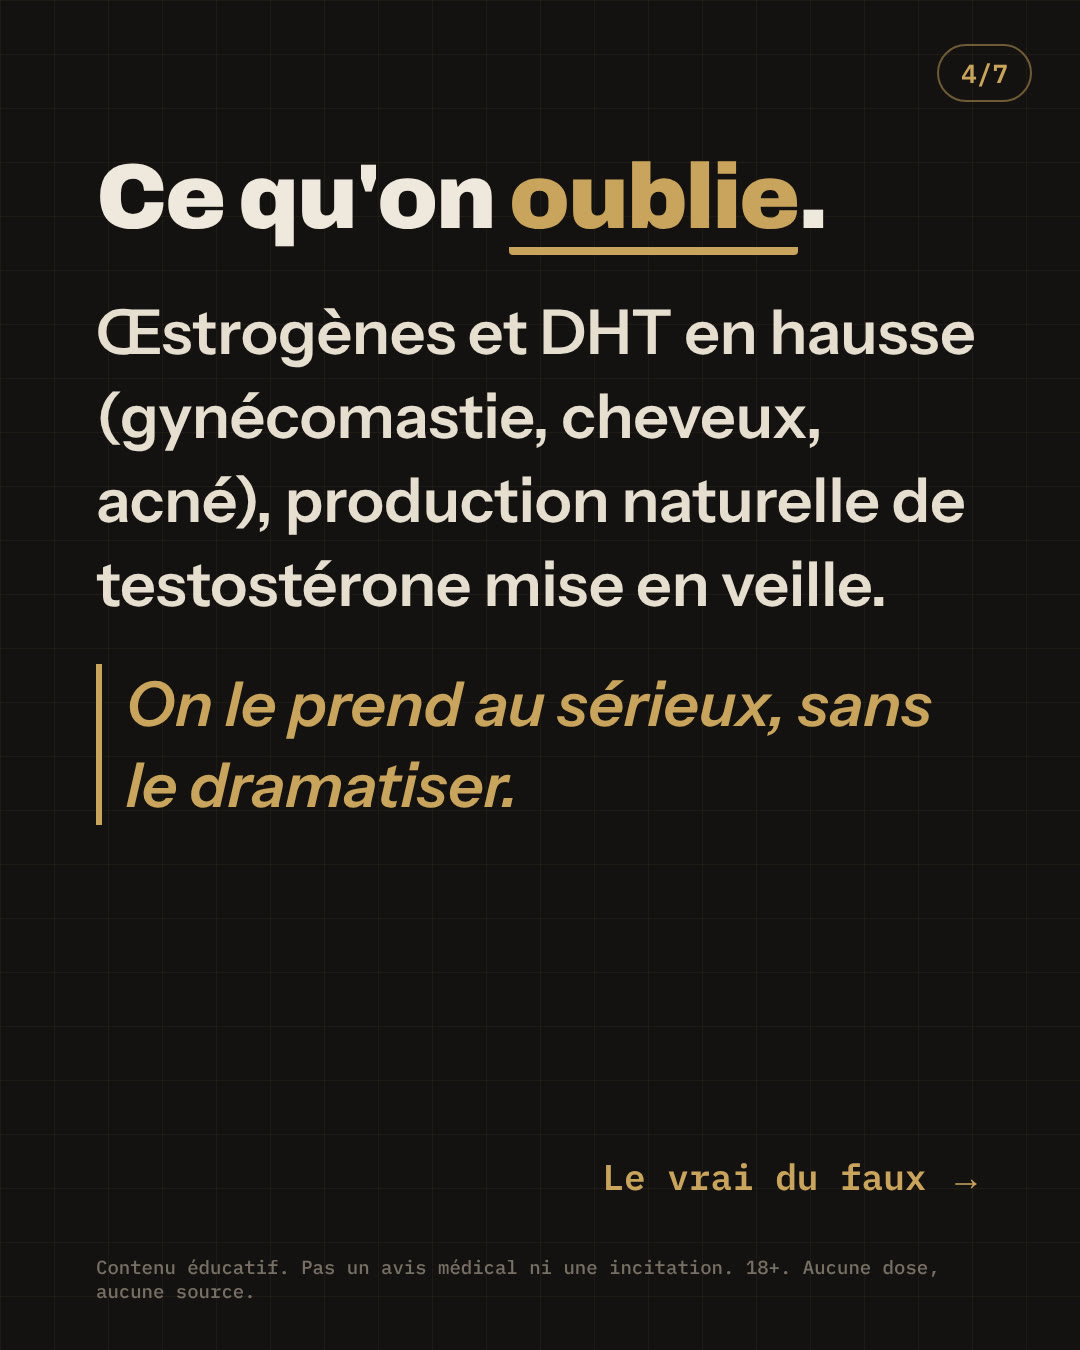 4/7
Ce qu'on oublie.
Œstrogènes et DHT en hausse
(gynécomastie, cheveux,
acné), production naturelle de
testostérone mise en veille.
On le prend au sérieux, sans
le dramatiser.
Le vrai du faux →
Contenu éducatif. Pas un avis médical ni une incitation. 18+. Aucune dose,
aucune source.